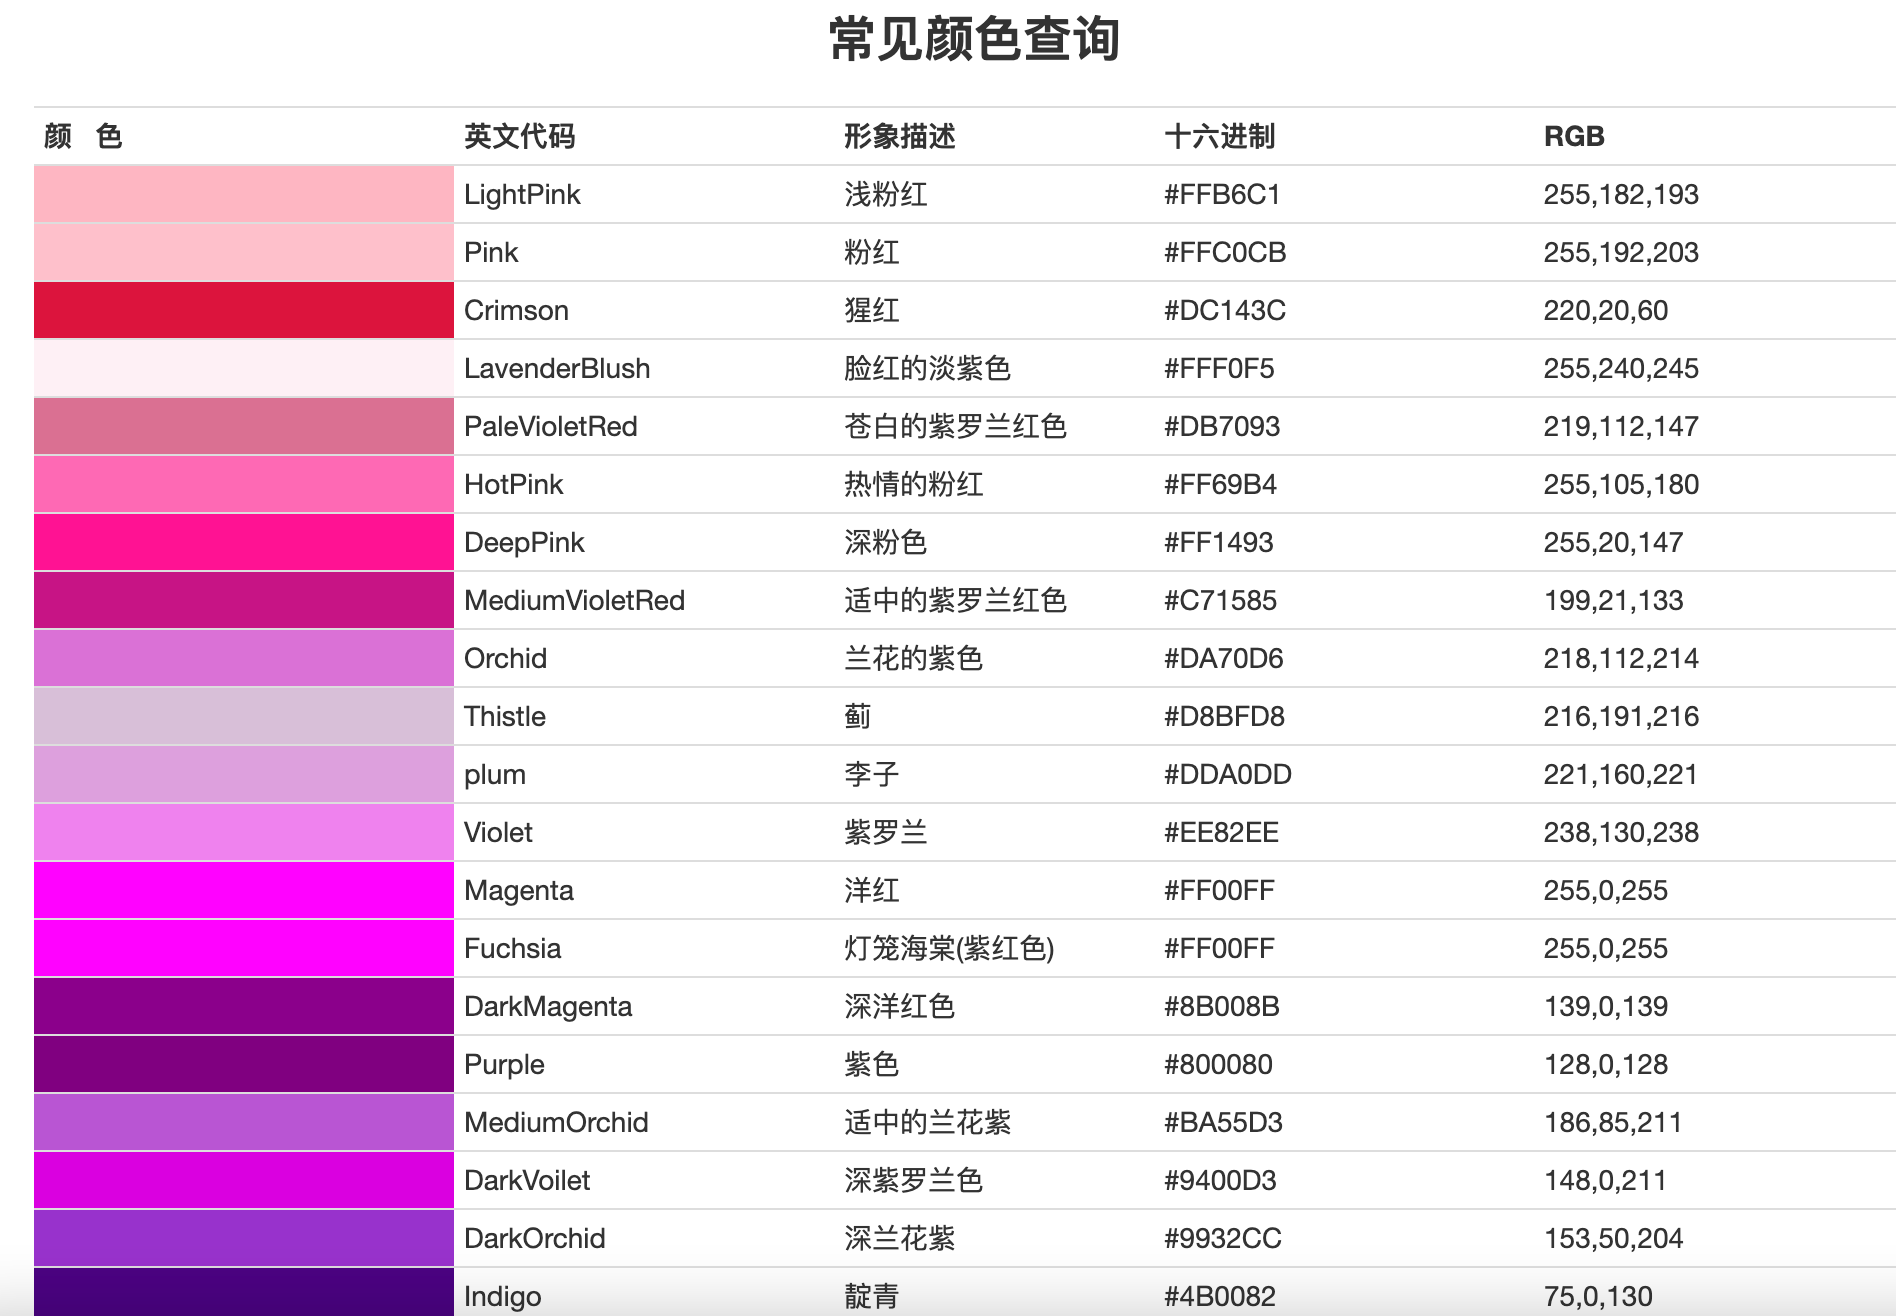 常见颜色查询
颜 色 英文代码 形象描述 十六进制 RGB
LightPink 浅粉红 #FFB6C1 255,182,193
Pink 粉红 #FFC0CB 255,192,203
Crimson 猩红 #DC143C 220,20,60
LavenderBlush 脸红的淡紫色 #FFF0F5 255,240,245
PaleVioletRed 苍白的紫罗兰红色 #DB7093 219,112,147
HotPink 热情的粉红 #FF69B4 255,105,180
DeepPink 深粉色 #FF1493 255,20,147
MediumVioletRed 适中的紫罗兰红色 #C71585 199,21,133
Orchid 兰花的紫色 #DA70D6 218,112,214
Thistle 蓟 #D8BFD8 216,191,216
plum 李子 #DDA0DD 221,160,221
Violet 紫罗兰 #EE82EE 238,130,238
Magenta 洋红 #FF00FF 255,0,255
Fuchsia 灯笼海棠(紫红色) #FF00FF 255,0,255
DarkMagenta 深洋红色 #8B008B 139,0,139
Purple 紫色 #800080 128,0,128
MediumOrchid 适中的兰花紫 #BA55D3 186,85,211
DarkVoilet 深紫罗兰色 #9400D3 148,0,211
DarkOrchid 深兰花紫 #9932CC 153,50,204
Indigo 靛青 #4B0082 75,0,130